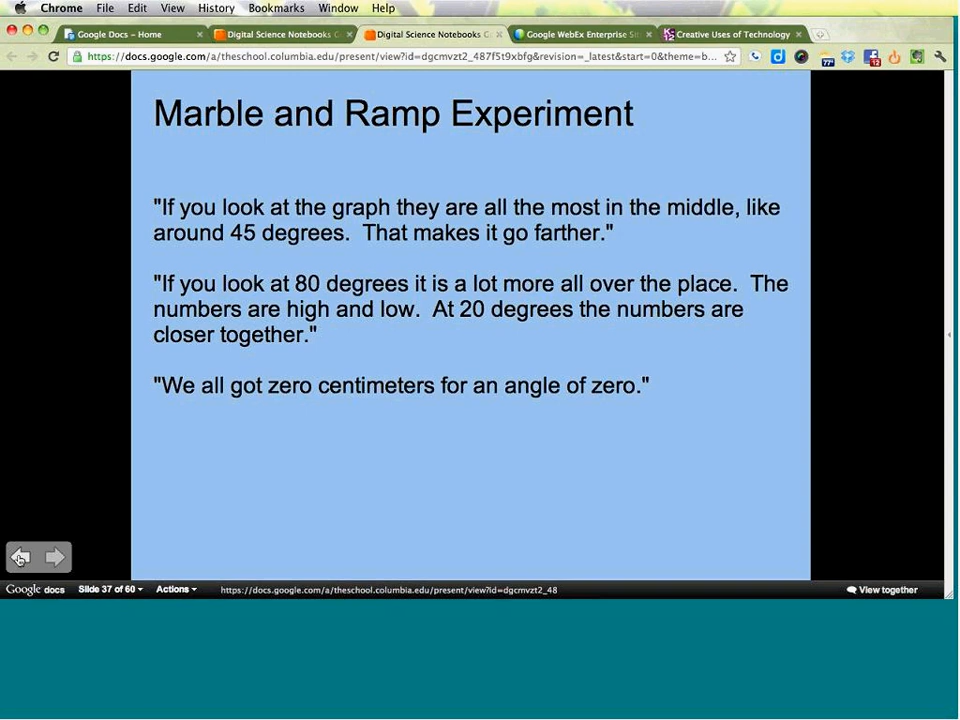 Chrome File Edit View History Bookmarks Window Help
Google Docs – Home
Digital Science Notebooks
Digital Science Notebooks
Google WebEx Enterprise
Creative Uses of Technology
https://docs.google.com/a/theschool.columbia.edu/present/view?id=dgcmvzt2_487f5t9xbfg&revision=_latest&start=0&theme=b...
77°
12
Marble and Ramp Experiment
"If you look at the graph they are all the most in the middle, like
around 45 degrees. That makes it go farther."
"If you look at 80 degrees it is a lot more all over the place. The
numbers are high and low. At 20 degrees the numbers are
closer together."
"We all got zero centimeters for an angle of zero."
Google docs Slide 37 of 60 Actions https://docs.google.com/a/theschool.columbia.edu/present/view?id=dgcmvzt2_48 View together